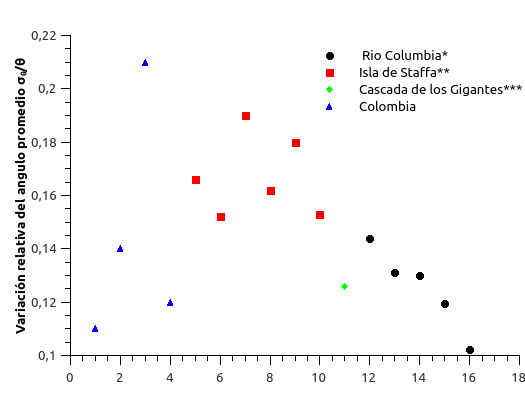 Variación relativa del angulo promedio σθ/θ
0,22
0,2
0,18
0,16
0,14
0,12
0,1
0 2 4 6 8 10 12 14 16 18
Rio Columbia*
Isla de Staffa**
Cascada de los Gigantes***
Colombia